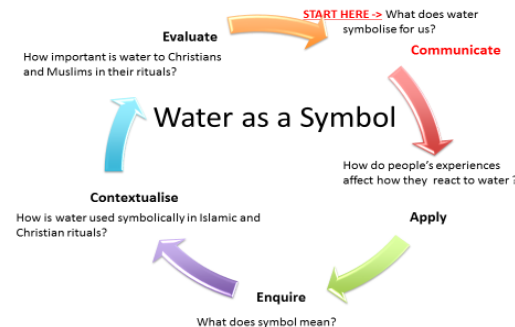 START HERE -> What does water
symbolise for us?
Communicate
How do people's experiences
affect how they react to water ?
Apply
Enquire
What does symbol mean?
Contextualise
How is water used symbolically in Islamic and
Christian rituals?
Evaluate
How important is water to Christians
and Muslims in their rituals?
Water as a Symbol